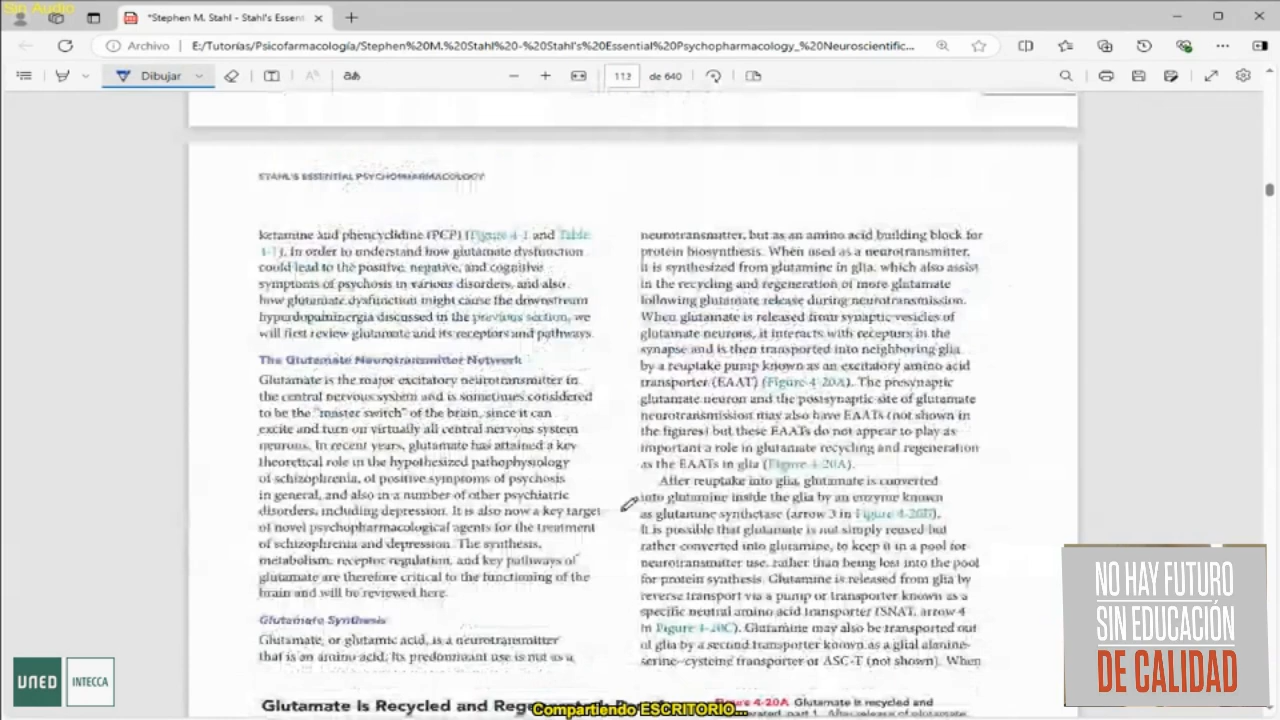 Sin Audio
*Stephen M. Stahl - Stahl's Essent
Archivo E:/Tutorías/Psicofarmacología/Stephen%20M.%20Stahl%20-%20Stahl's%20Essential%20Psychopharmacology_%20Neuroscientific...
Dibujar
113 de 640
STAHL'S ESSENTIAL PSYCHOPHARMACOLOGY
ketamine and phencyclidine (PCP) (Figure 4-1 and Table
4-1). In order to understand how glutamate dysfunction
could lead to the positive, negative, and cognitive
symptoms of psychosis in various disorders, and also
how glutamate dysfunction might cause the downstream
hyperdopaminergia discussed in the previous section, we
will first review glutamate and its receptors and pathways.
The Glutamate Neurotransmitter Network
Glutamate is the major excitatory neurotransmitter in
the central nervous system and is sometimes considered
to be the "master switch" of the brain, since it can
excite and turn on virtually all central nervous system
neurons. In recent years, glutamate has attained a key
theoretical role in the hypothesized pathophysiology
of schizophrenia, of positive symptoms of psychosis
in general, and also in a number of other psychiatric
disorders, including depression. It is also now a key target
of novel psychopharmacological agents for the treatment
of schizophrenia and depression. The synthesis,
metabolism, receptor regulation, and key pathways of
glutamate are therefore critical to the functioning of the
brain and will be reviewed here.
Glutamate Synthesis
Glutamate, or glutamic acid, is a neurotransmitter
that is an amino acid. Its predominant use is not as a
neurotransmitter, but as an amino acid building block for
protein biosynthesis. When used as a neurotransmitter,
it is synthesized from glutamine in glia, which also assist
in the recycling and regeneration of more glutamate
following glutamate release during neurotransmission.
When glutamate is released from synaptic vesicles of
glutamate neurons, it interacts with receptors in the
synapse and is then transported into neighboring glia
by a reuptake pump known as an excitatory amino acid
transporter (EAAT) (Figure 4-20A). The presynaptic
glutamate neuron and the postsynaptic site of glutamate
neurotransmission may also have EAATs (not shown in
the figures) but these EAATs do not appear to play as
important a role in glutamate recycling and regeneration
as the EAATs in glia (Figure 4-20A).
After reuptake into glia, glutamate is converted
into glutamine inside the glia by an enzyme known
as glutamine synthetase (arrow 3 in Figure 4-20B).
It is possible that glutamate is not simply reused but
rather converted into glutamine, to keep it in a pool for
neurotransmitter use, rather than being lost into the pool
for protein synthesis. Glutamine is released from glia by
reverse transport via a pump or transporter known as a
specific neutral amino acid transporter (SNAT, arrow 4
in Figure 4-20C). Glutamine may also be transported out
of glia by a second transporter known as a glial alanine-
serine-cysteine transporter or ASC-T (not shown). When
Glutamate Is Recycled and Rege
4-20A Glutamate is recycled and
part 1. After release of glutamate
Compartiendo ESCRITORIO...
UNED
INTECCA
NO HAY FUTURO
SIN EDUCACIÓN
DE CALIDAD